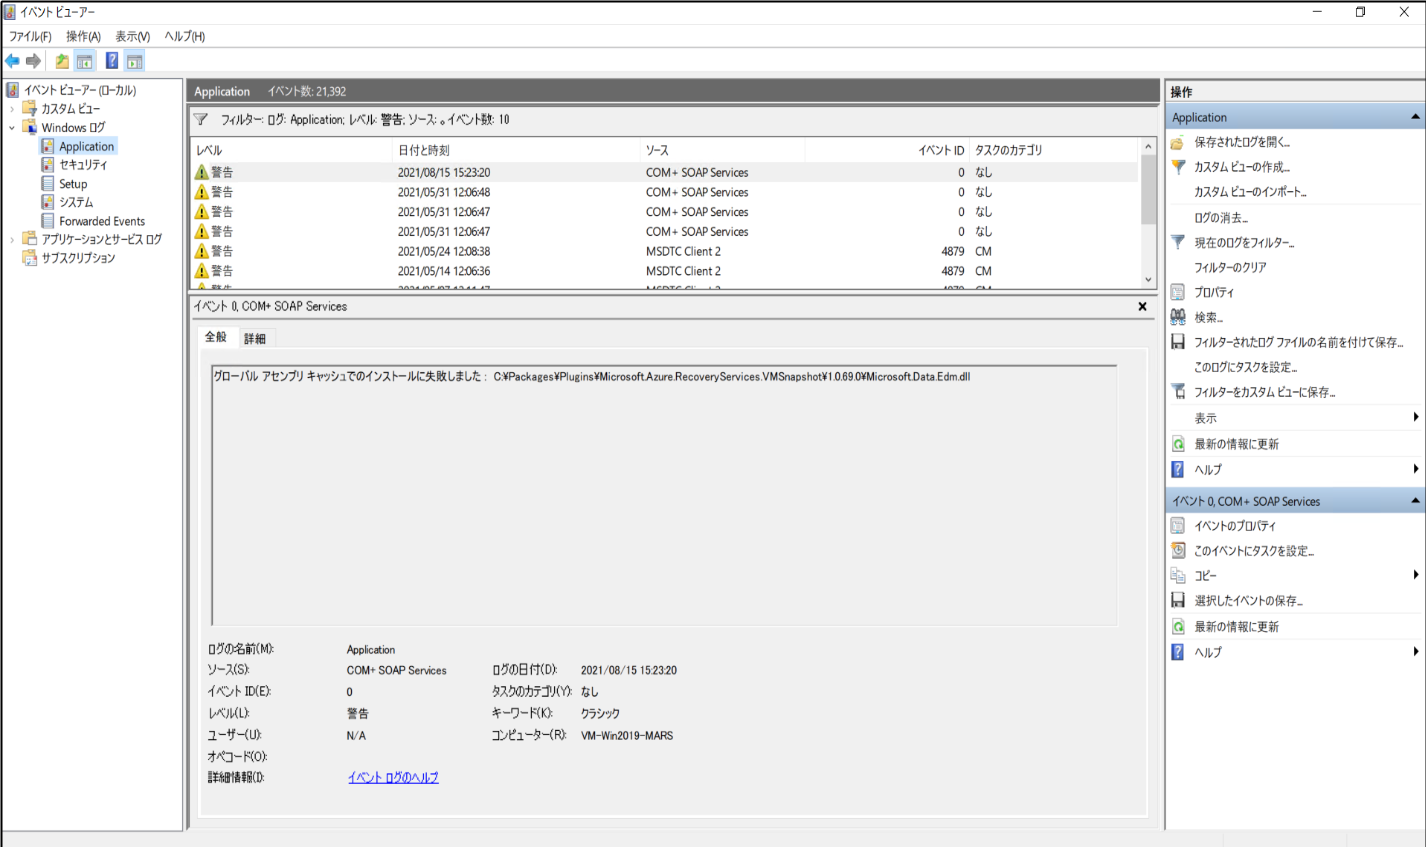 イベント ビューアー
ファイル(F) 操作(A) 表示(V) ヘルプ(H)
イベント ビューアー (ローカル)
カスタム ビュー
Windows ログ
Application
セキュリティ
Setup
システム
Forwarded Events
アプリケーションとサービス ログ
サブスクリプション
Application イベント数: 21,392
フィルター: ログ: Application; レベル: 警告; ソース: 。イベント数: 10
レベル 日付と時刻 ソース イベント ID タスクのカテゴリ
警告 2021/08/15 15:23:20 COM+ SOAP Services 0 なし
警告 2021/05/31 12:06:48 COM+ SOAP Services 0 なし
警告 2021/05/31 12:06:47 COM+ SOAP Services 0 なし
警告 2021/05/31 12:06:47 COM+ SOAP Services 0 なし
警告 2021/05/24 12:08:38 MSDTC Client 2 4879 CM
警告 2021/05/14 12:06:36 MSDTC Client 2 4879 CM
イベント 0, COM+ SOAP Services
全般 詳細
グローバル アセンブリ キャッシュでのインストールに失敗しました : C:¥Packages¥Plugins¥Microsoft.Azure.RecoveryServices.VMSnapshot¥1.0.69.0¥Microsoft.Data.Edm.dll
ログの名前(M): Application
ソース(S): COM+ SOAP Services ログの日付(D): 2021/08/15 15:23:20
イベント ID(E): 0 タスクのカテゴリ(Y): なし
レベル(L): 警告 キーワード(K): クラシック
ユーザー(U): N/A コンピューター(R): VM-Win2019-MARS
オペコード(O):
詳細情報(I): イベント ログのヘルプ
操作
Application
保存されたログを開く...
カスタム ビューの作成...
カスタム ビューのインポート...
ログの消去...
現在のログをフィルター...
フィルターのクリア
プロパティ
検索...
フィルターされたログ ファイルの名前を付けて保存...
このログにタスクを設定...
フィルターをカスタム ビューに保存...
表示
最新の情報に更新
ヘルプ
イベント 0, COM+ SOAP Services
イベントのプロパティ
このイベントにタスクを設定...
コピー
選択したイベントの保存...
最新の情報に更新
ヘルプ